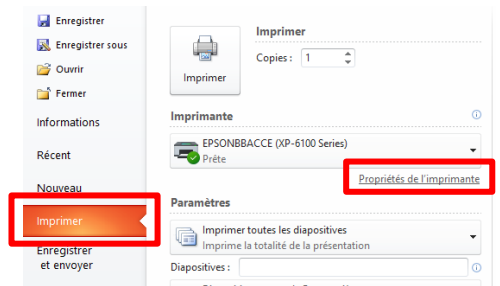 Enregistrer
Enregistrer sous
Ouvrir
Fermer
Informations
Récent
Nouveau
Imprimer
Enregistrer
et envoyer
Imprimer
Imprimer
Copies : 1
Imprimante
EPSONBBACCE (XP-6100 Series)
Prête
Propriétés de l'imprimante
Paramètres
Imprimer toutes les diapositives
Imprime la totalité de la présentation
Diapositives :